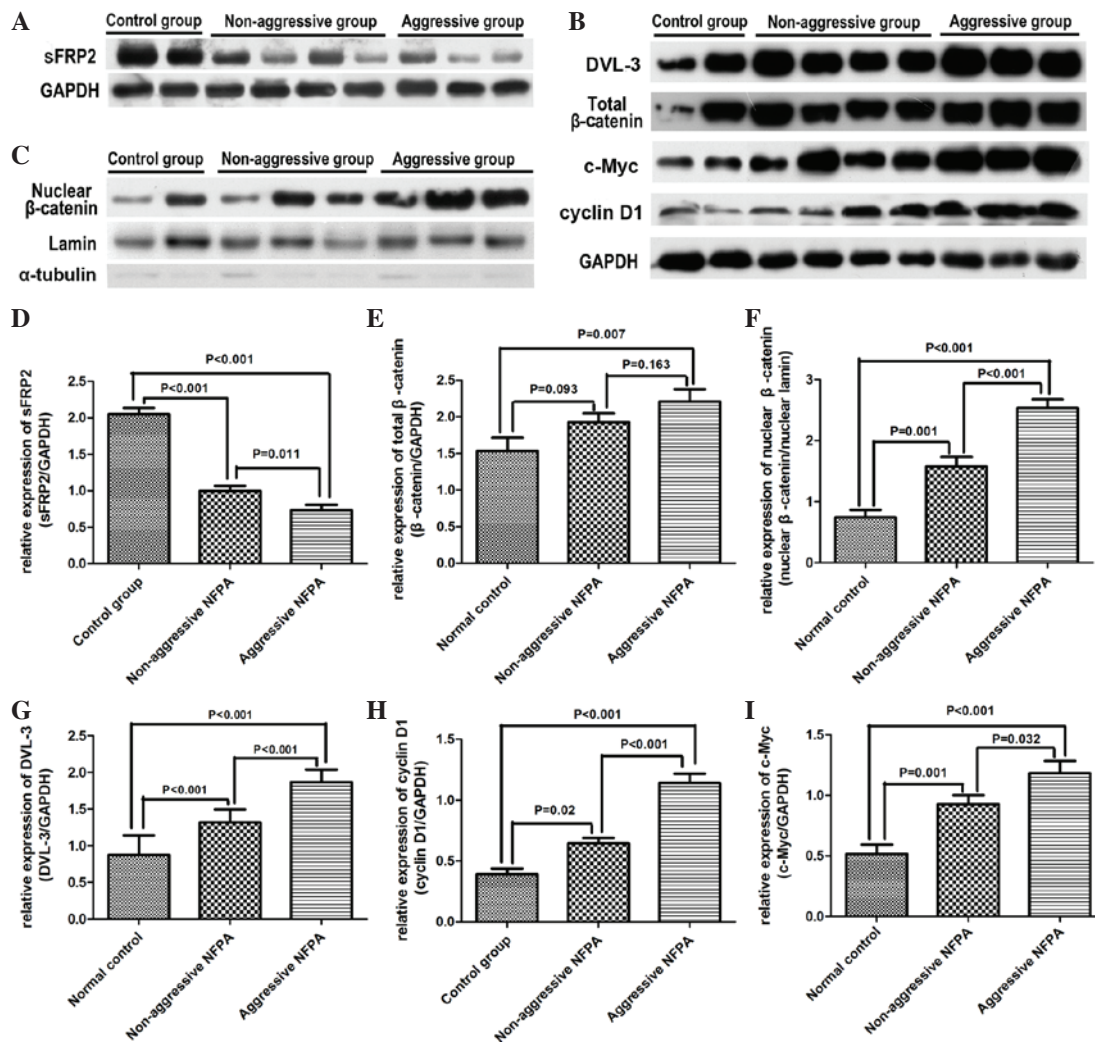 A
Control group Non-aggressive group Aggressive group
sFRP2
GAPDH
B
Control group Non-aggressive group Aggressive group
DVL-3
Total
β-catenin
c-Myc
cyclin D1
GAPDH
C
Control group Non-aggressive group Aggressive group
Nuclear
β-catenin
Lamin
α-tubulin
D
relative expression of sFRP2
(sFRP2/GAPDH)
2.5
2.0
1.5
1.0
0.5
0.0
P<0.001
P<0.001
P=0.011
Control group
Non-aggressive NFPA
Aggressive NFPA
E
relative expression of total β -catenin
(β -catenin/GAPDH)
2.5
2.0
1.5
1.0
0.5
0.0
P=0.007
P=0.163
P=0.093
Normal control
Non-aggressive NFPA
Aggressive NFPA
F
relative expression of nuclear β -catenin
(nuclear β -catenin/nuclear lamin)
3
2
1
0
P<0.001
P<0.001
P=0.001
Normal control
Non-aggressive NFPA
Aggressive NFPA
G
relative expression of DVL-3
(DVL-3/GAPDH)
2.5
2.0
1.5
1.0
0.5
0.0
P<0.001
P<0.001
P<0.001
Normal control
Non-aggressive NFPA
Aggressive NFPA
H
relative expression of cyclin D1
(cyclin D1/GAPDH)
1.5
1.0
0.5
0.0
P<0.001
P<0.001
P=0.02
Control group
Non-aggressive NFPA
Aggressive NFPA
I
relative expression of c-Myc
(c-Myc/GAPDH)
1.5
1.0
0.5
0.0
P<0.001
P=0.032
P=0.001
Normal control
Non-aggressive NFPA
Aggressive NFPA